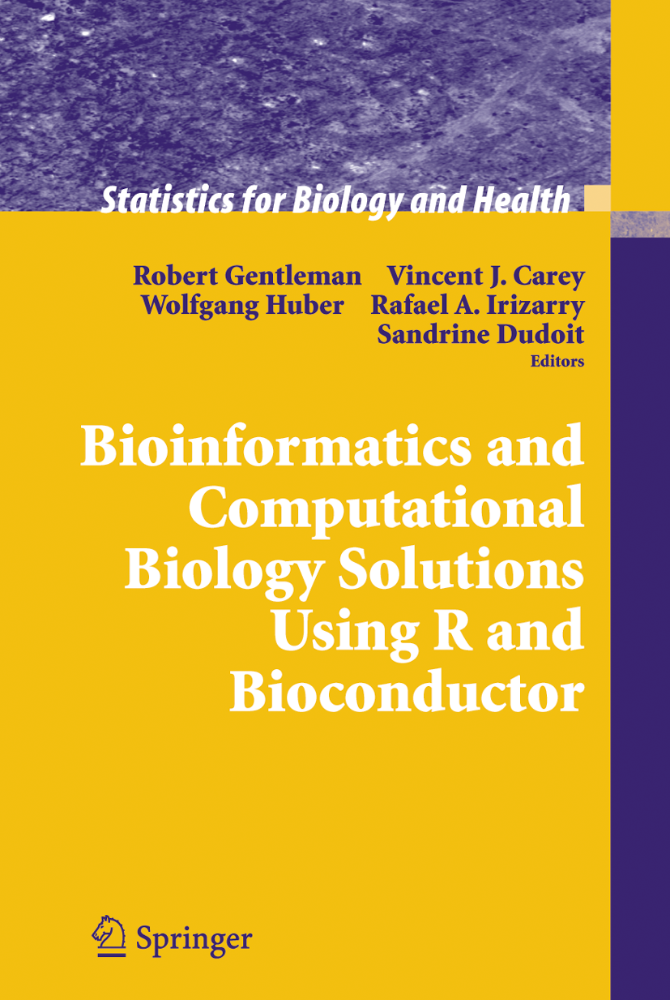 Statistics for Biology and Health
Robert Gentleman Vincent J. Carey
Wolfgang Huber Rafael A. Irizarry
Sandrine Dudoit
Editors
Bioinformatics and
Computational
Biology Solutions
Using R and
Bioconductor
Springer